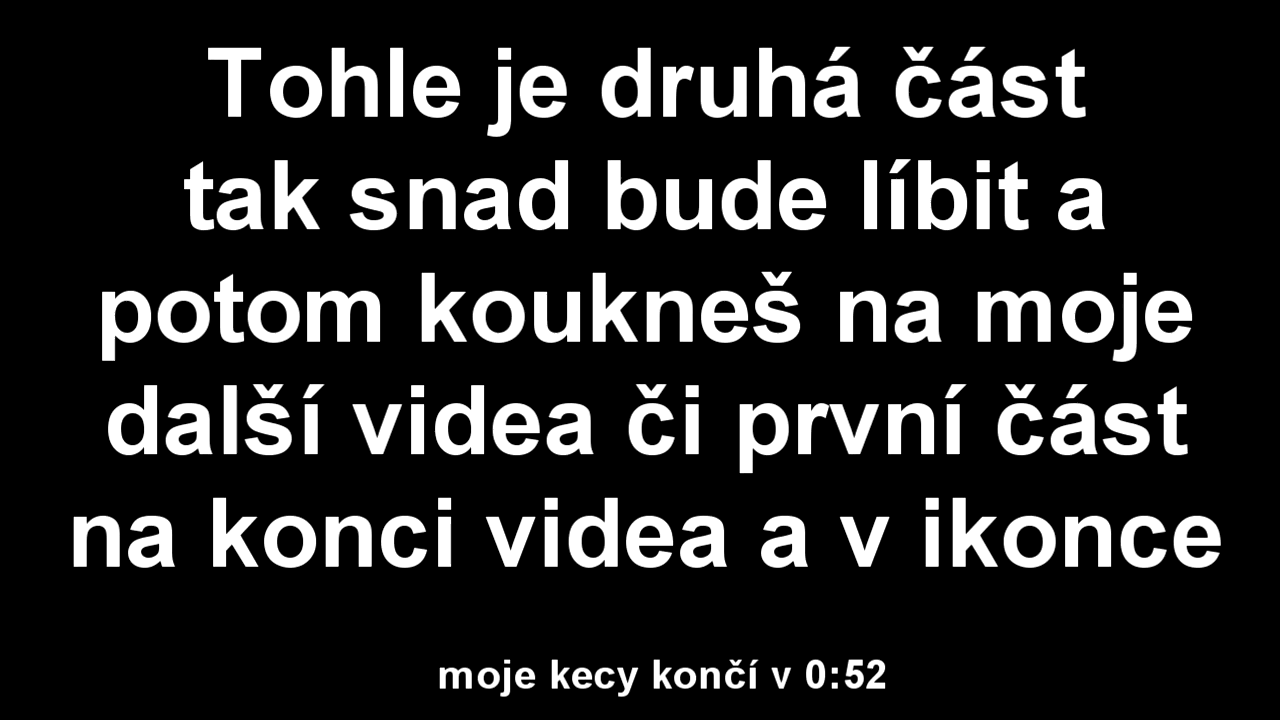 Tohle je druhá část
tak snad bude líbit a
potom koukneš na moje
další videa či první část
na konci videa a v ikonce
moje kecy končí v 0:52